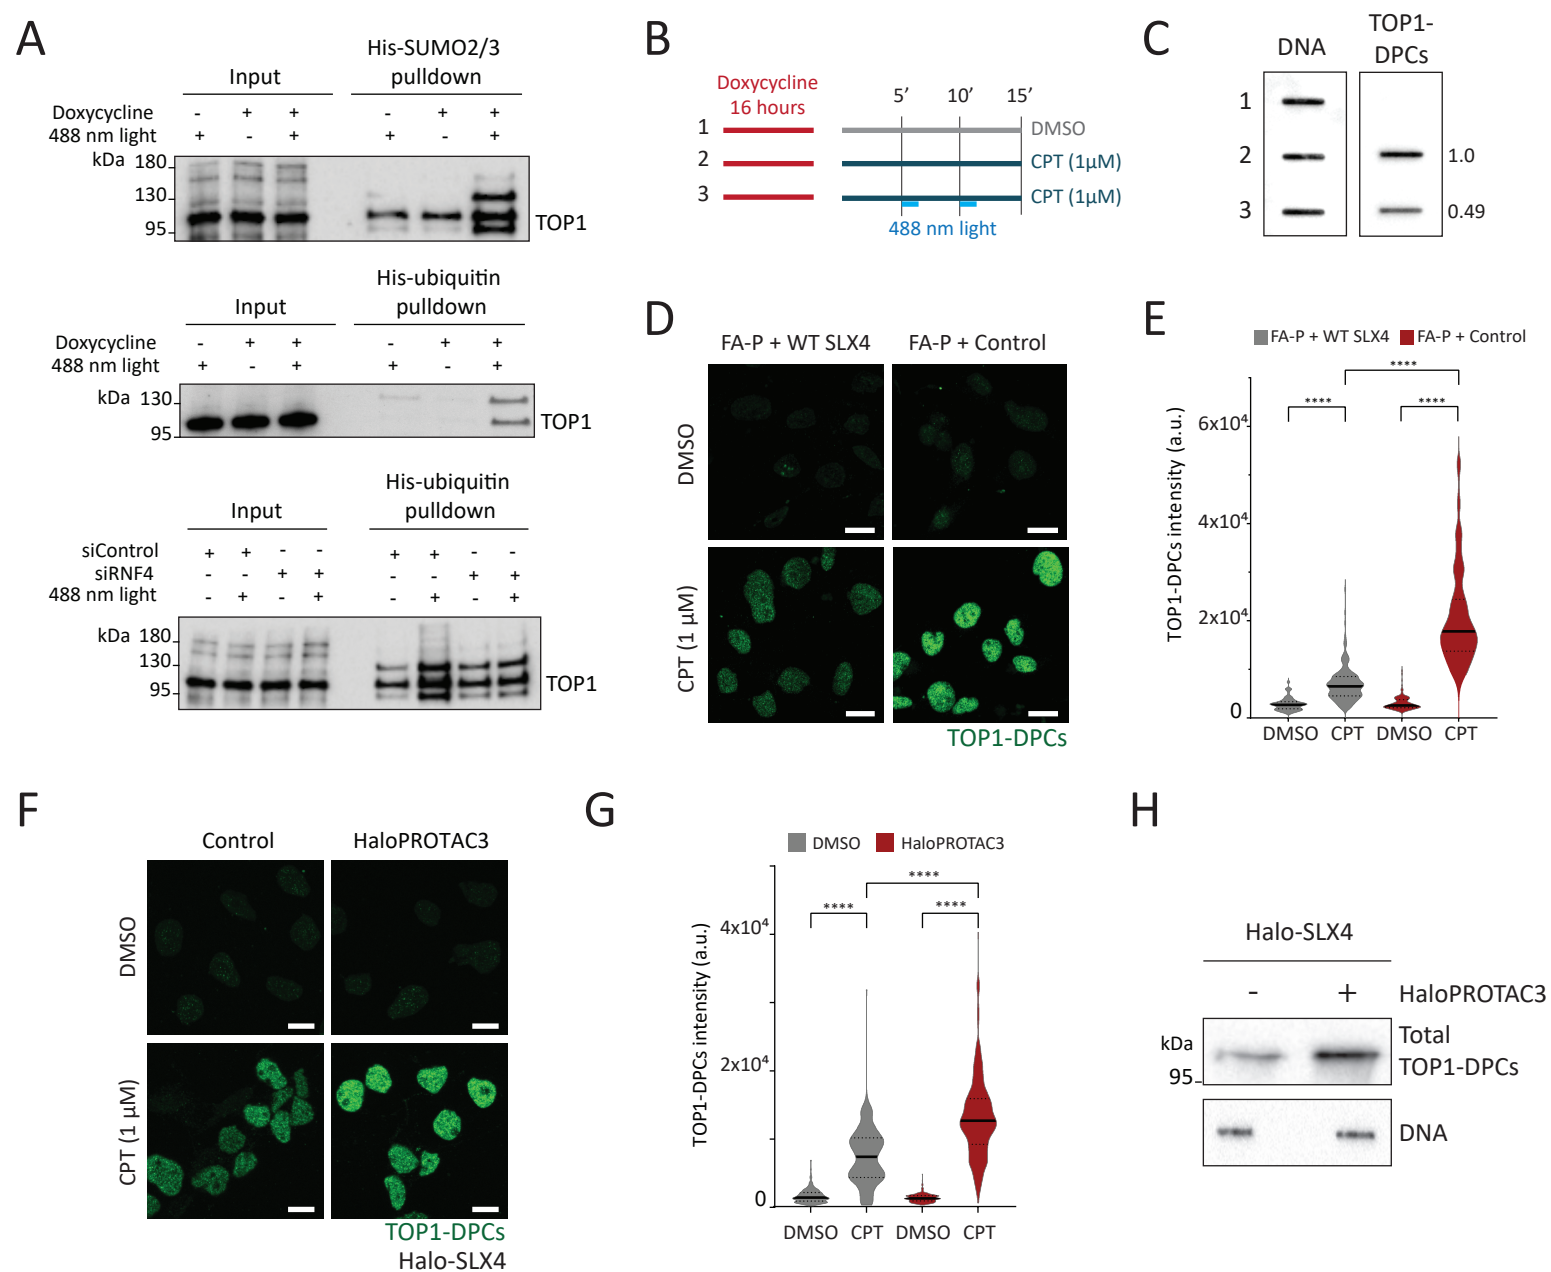 A
His-SUMO2/3
pulldown
Input
Doxycycline - + + - + +
488 nm light + - + + - +
kDa 180
130
95
TOP1
His-ubiquitin
pulldown
Input
Doxycycline - + + - + +
488 nm light + - + + - +
kDa 130
95
TOP1
His-ubiquitin
pulldown
Input
siControl + + - - + + - -
siRNF4 - - + + - - + +
488 nm light - + - + - + - +
kDa 180
130
95
TOP1
B
Doxycycline
16 hours
5’ 10’ 15’
1 DMSO
2 CPT (1µM)
3 CPT (1µM)
488 nm light
C
DNA
TOP1-
DPCs
1
2 1.0
3 0.49
D
FA-P + WT SLX4 FA-P + Control
DMSO
CPT (1 µM)
TOP1-DPCs
E
FA-P + WT SLX4 FA-P + Control
****
**** ****
TOP1-DPCs intensity (a.u.)
6x10⁴
4x10⁴
2x10⁴
0
DMSO CPT DMSO CPT
F
Control HaloPROTAC3
DMSO
CPT (1 µM)
TOP1-DPCs
Halo-SLX4
G
DMSO HaloPROTAC3
****
**** ****
TOP1-DPCs intensity (a.u.)
4x10⁴
2x10⁴
0
DMSO CPT DMSO CPT
H
Halo-SLX4
- + HaloPROTAC3
kDa
95
Total
TOP1-DPCs
DNA